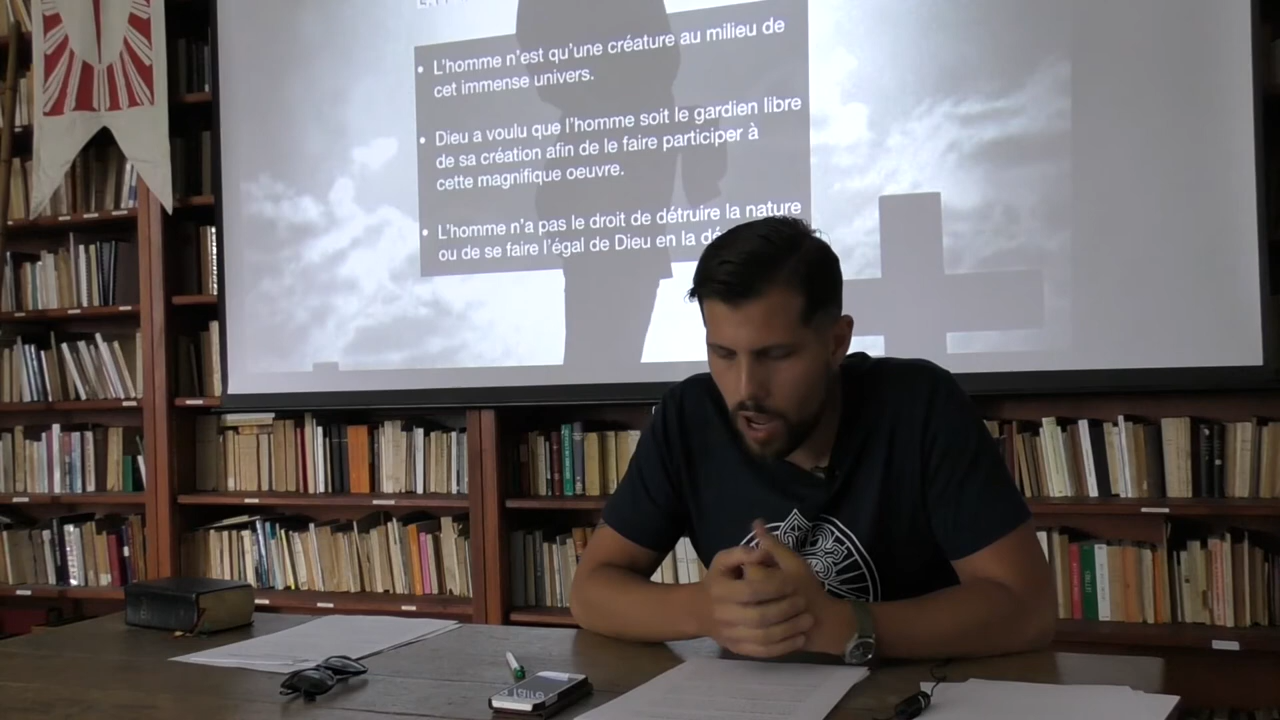 • L'homme n'est qu'une créature au milieu de
cet immense univers.
• Dieu a voulu que l'homme soit le gardien libre
de sa création afin de le faire participer à
cette magnifique oeuvre.
• L'homme n'a pas le droit de détruire la nature
ou de se faire l'égal de Dieu en la